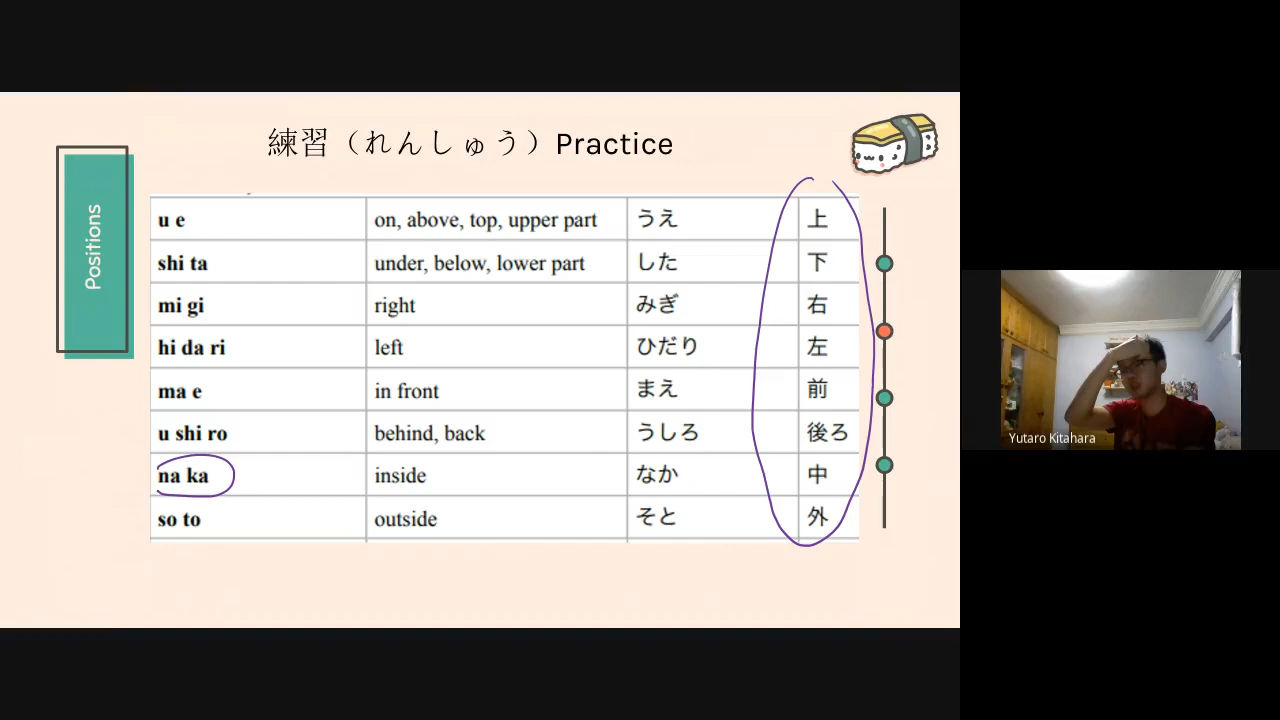 練習（れんしゅう）Practice
Positions
u e on, above, top, upper part うえ 上
shi ta under, below, lower part した 下
mi gi right みぎ 右
hi da ri left ひだり 左
ma e in front まえ 前
u shi ro behind, back うしろ 後ろ
na ka inside なか 中
so to outside そと 外
Yutaro Kitahara